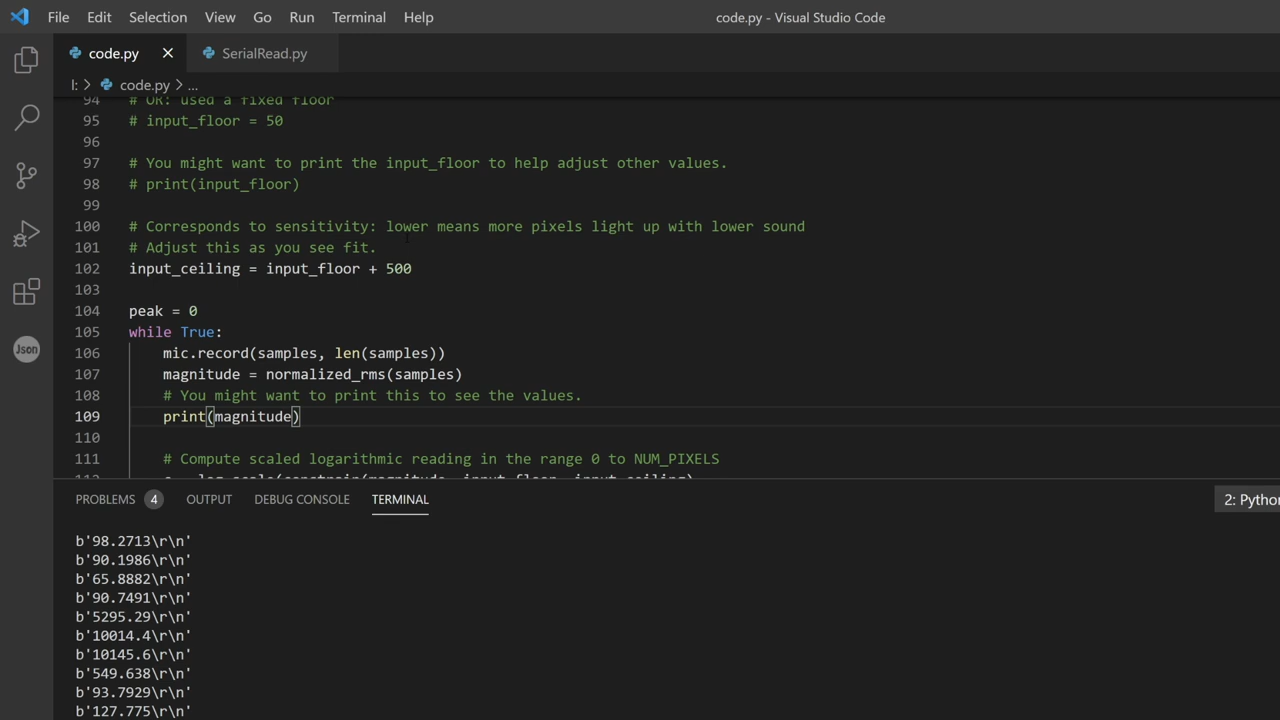 File Edit Selection View Go Run Terminal Help code.py - Visual Studio Code
code.py SerialRead.py
I: > code.py > ...
94 # OR: used a fixed floor
95 # input_floor = 50
96
97 # You might want to print the input_floor to help adjust other values.
98 # print(input_floor)
99
100 # Corresponds to sensitivity: lower means more pixels light up with lower sound
101 # Adjust this as you see fit.
102 input_ceiling = input_floor + 500
103
104 peak = 0
105 while True:
106 mic.record(samples, len(samples))
107 magnitude = normalized_rms(samples)
108 # You might want to print this to see the values.
109 print(magnitude)
110
111 # Compute scaled logarithmic reading in the range 0 to NUM_PIXELS
112 c = log_scale(constrain(magnitude, input_floor, input_ceiling),
Json
PROBLEMS 4 OUTPUT DEBUG CONSOLE TERMINAL 2: Python
b'98.2713\r\n'
b'90.1986\r\n'
b'65.8882\r\n'
b'90.7491\r\n'
b'5295.29\r\n'
b'10014.4\r\n'
b'10145.6\r\n'
b'549.638\r\n'
b'93.7929\r\n'
b'127.775\r\n'